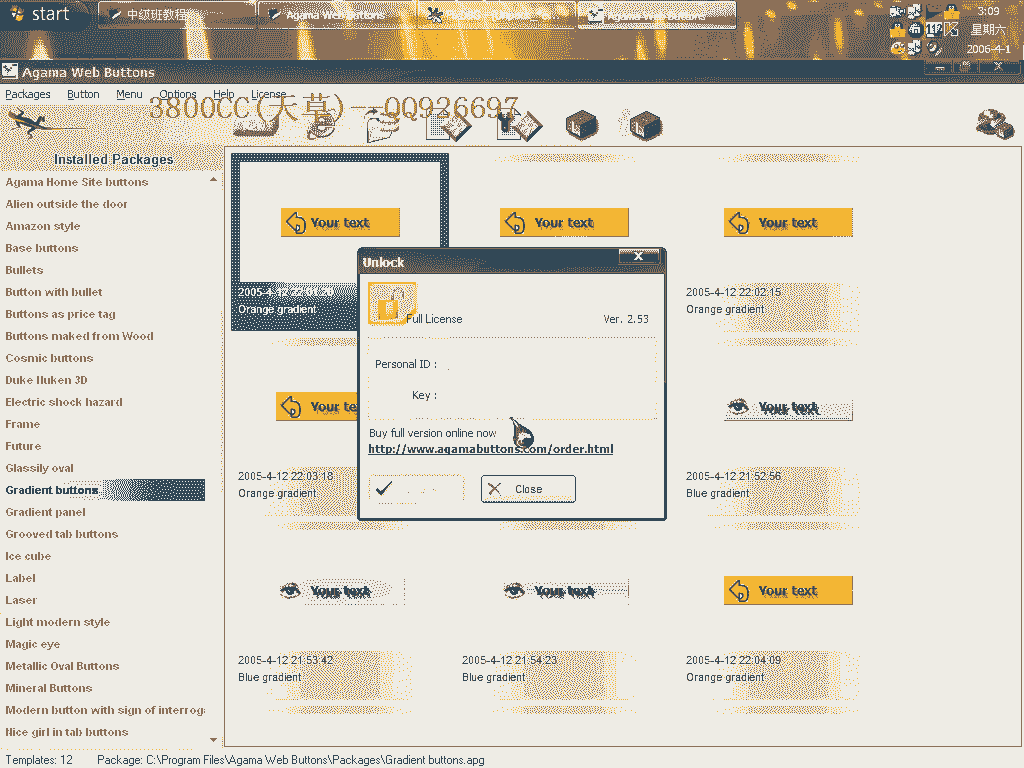 start
中级班教程
Agama Web Buttons
Agama Web Buttons
3:09
星期六
2006-4-1
Agama Web Buttons
Packages Button Menu Options Help License
3800CC(天草)--QQ926697
Installed Packages
Agama Home Site buttons
Alien outside the door
Amazon style
Base buttons
Bullets
Button with bullet
Buttons as price tag
Buttons maked from Wood
Cosmic buttons
Duke Iluken 3D
Electric shock hazard
Frame
Future
Glassily oval
Gradient buttons
Gradient panel
Grooved tab buttons
Ice cube
Label
Laser
Light modern style
Magic eye
Metallic Oval Buttons
Mineral Buttons
Modern button with sign of interrog
Nice girl in tab buttons
Your text
Your text
Your text
Orange gradient
2005-4-12 22:02:15
Orange gradient
Your te
Your text
2005-4-12 22:03:18
Orange gradient
2005-4-12 21:52:56
Blue gradient
Your text
Your text
Your text
2005-4-12 21:53:42
Blue gradient
2005-4-12 21:54:23
Blue gradient
2005-4-12 22:04:09
Orange gradient
Unlock
X
Full License
Ver. 2.53
Personal ID :
Key :
Buy full version online now
http://www.agamabuttons.com/order.html
Close
Templates: 12 Package: C:\Program Files\Agama Web Buttons\Packages\Gradient buttons.apg